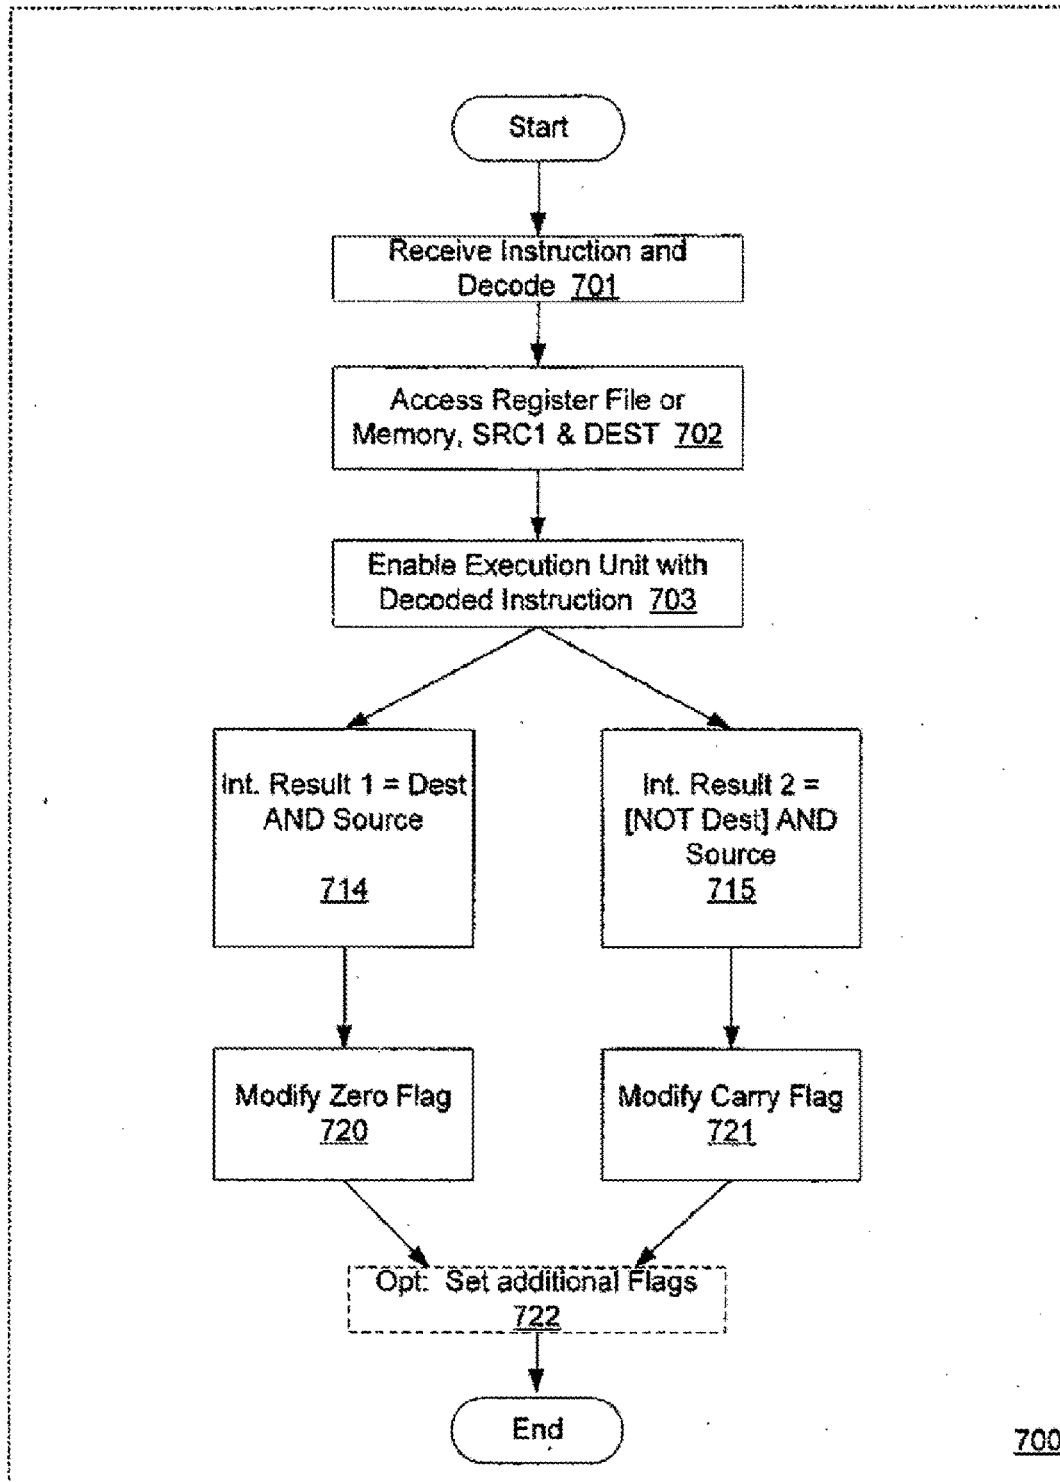 Start
Receive Instruction and
Decode 701
Access Register File or
Memory, SRC1 & DEST 702
Enable Execution Unit with
Decoded Instruction 703
Int. Result 1 = Dest
AND Source
714
Int. Result 2 =
[NOT Dest] AND
Source
715
Modify Zero Flag
720
Modify Carry Flag
721
Opt: Set additional Flags
722
End
700